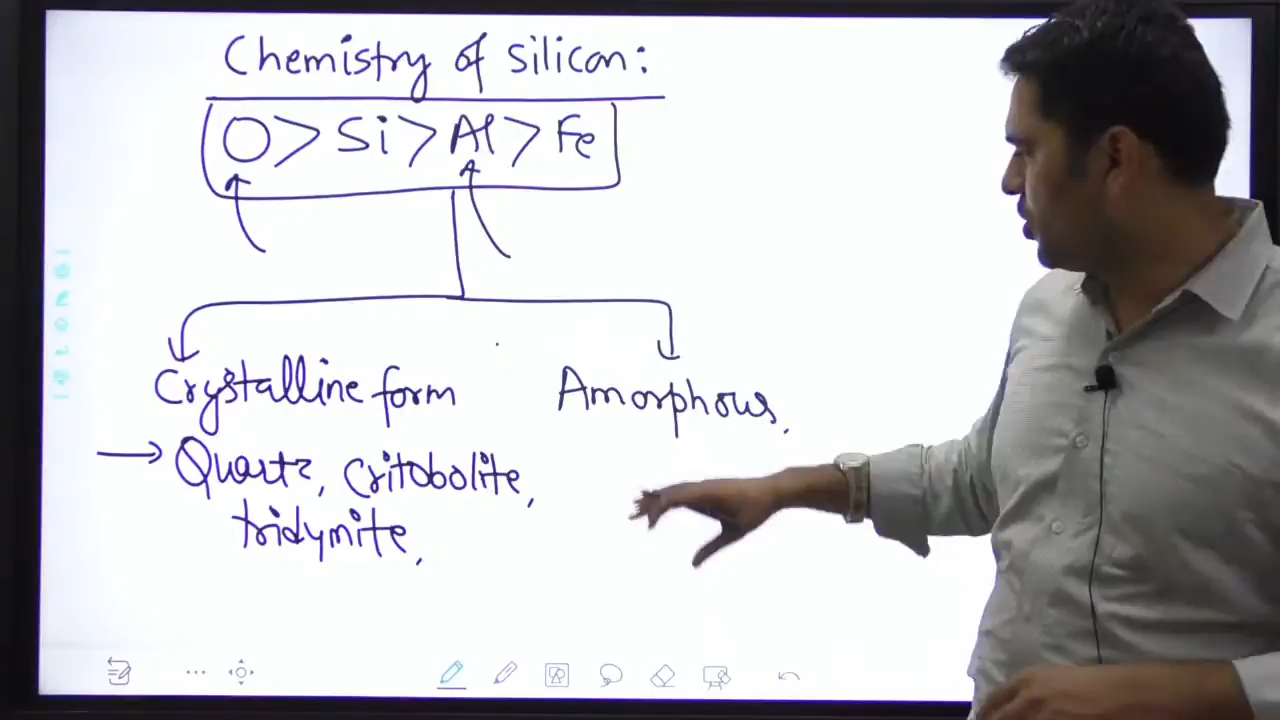 Chemistry of silicon:
O > Si > Al > Fe
Crystalline form
Amorphous,
→ Quartz, Critobolite,
tridymite,